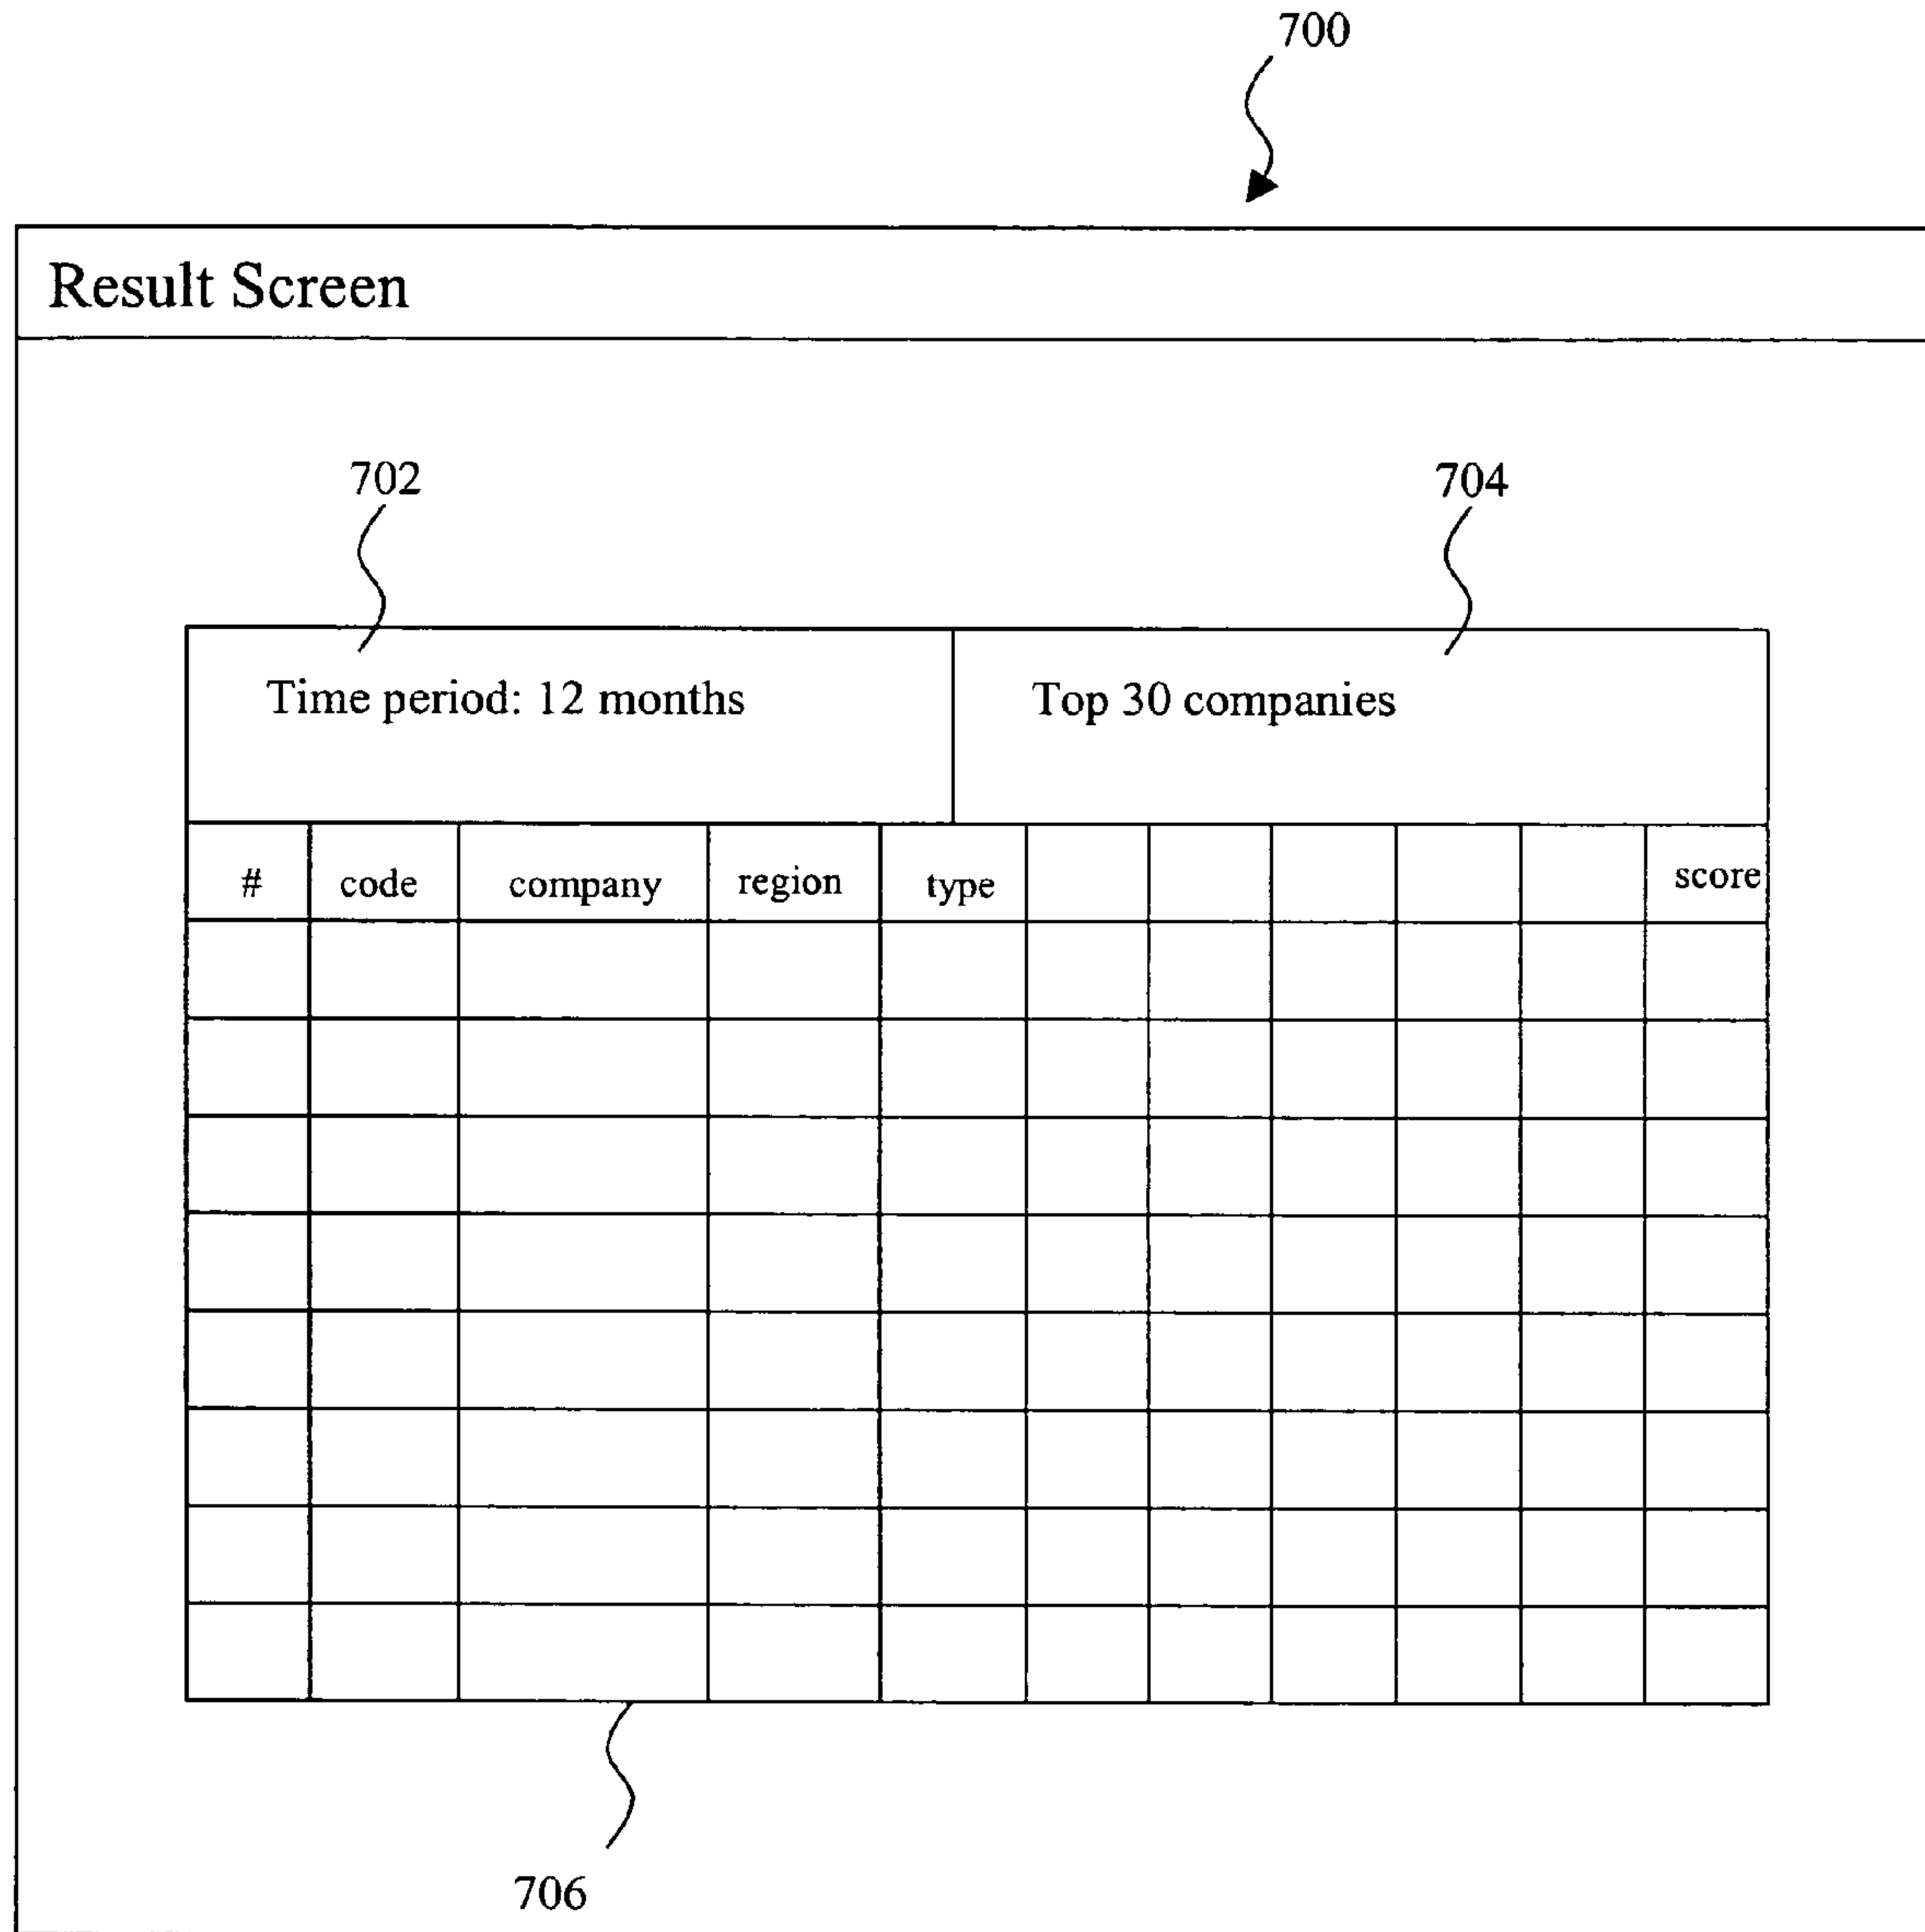 700
Result Screen
702 704
Time period: 12 months Top 30 companies
# code company region type score
706